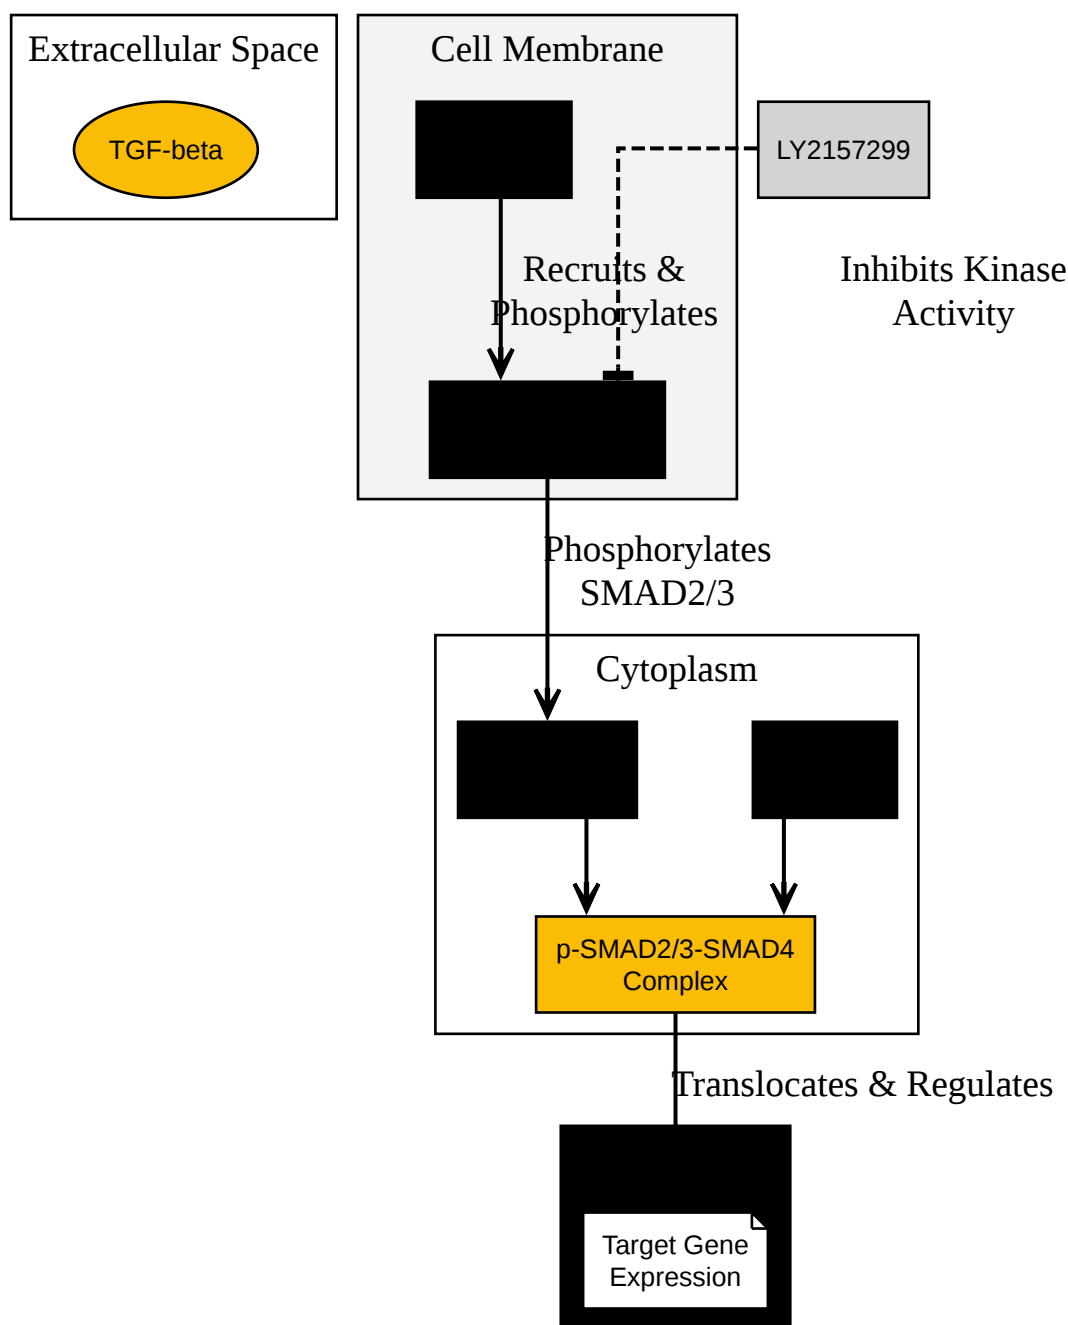 Extracellular Space
TGF-beta
Cell Membrane
LY2157299
Recruits &
Phosphorylates
Inhibits Kinase
Activity
Phosphorylates
SMAD2/3
Cytoplasm
p-SMAD2/3-SMAD4
Complex
Translocates & Regulates
Target Gene
Expression